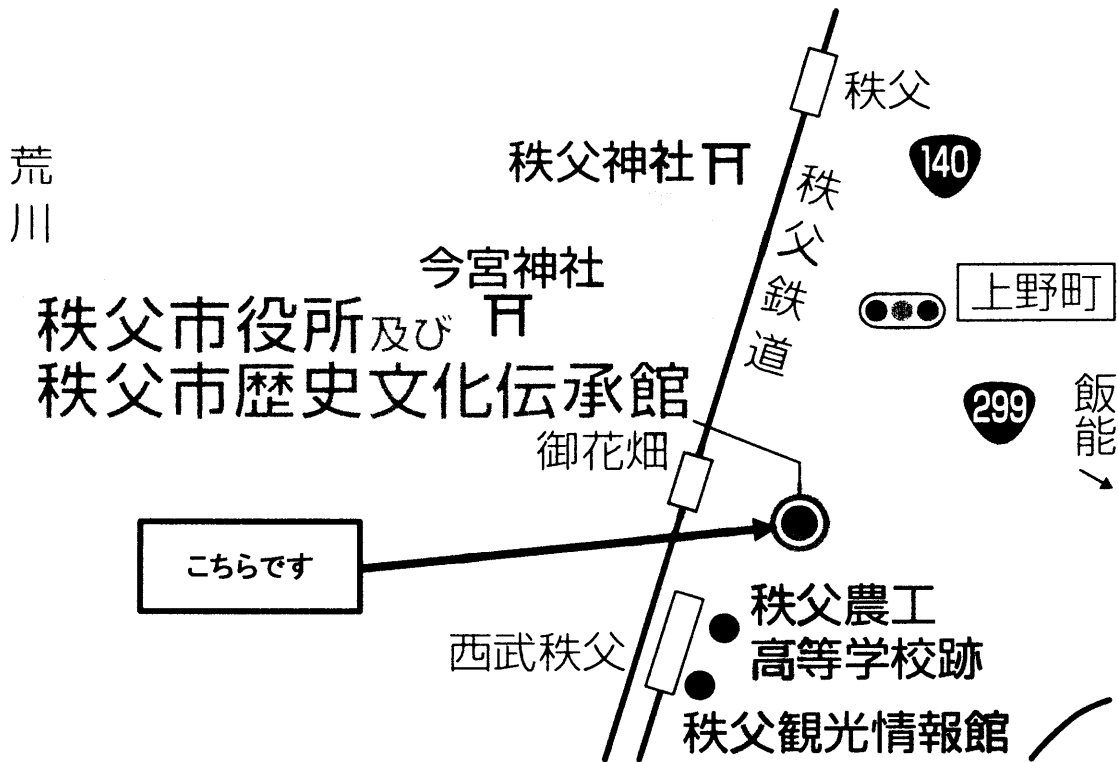 秩父
荒川
秩父神社
140
秩父鉄道
今宮神社
上野町
秩父市役所及び
秩父市歴史文化伝承館
299
飯能
御花畑
こちらです
秩父農工
高等学校跡
西武秩父
秩父観光情報館